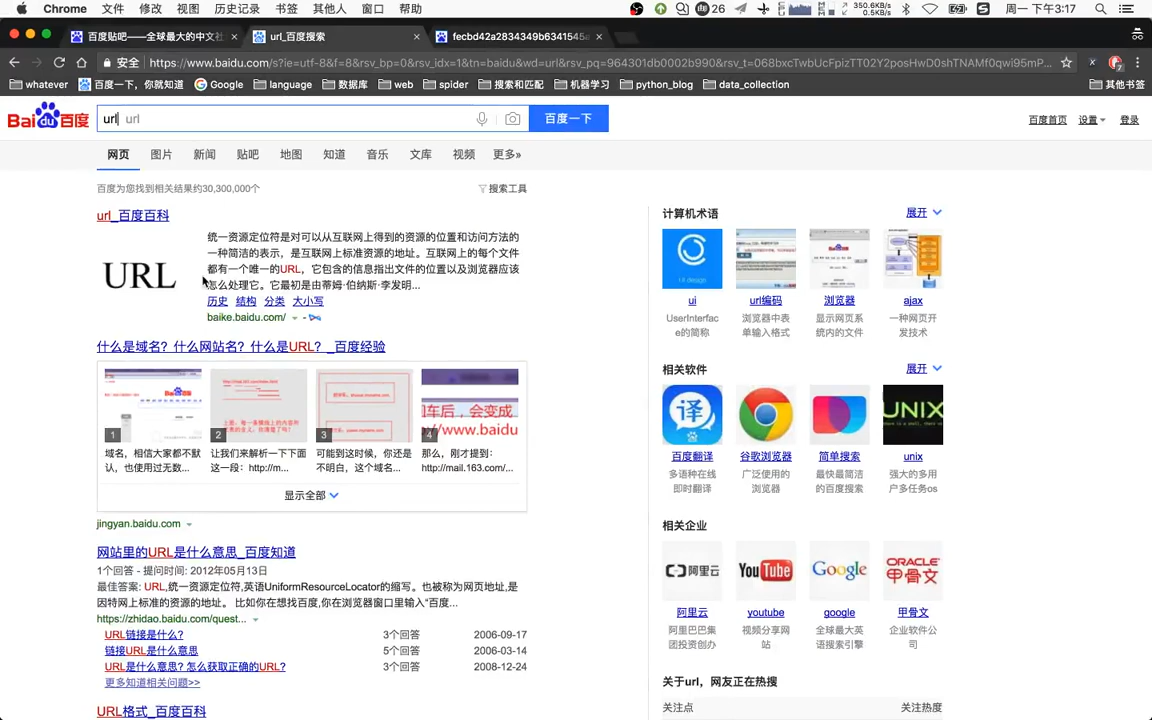 Chrome 文件 修改 视图 历史记录 书签 其他人 窗口 帮助 26 350.6KB/s 0.5KB/s 周一 下午3:17
百度贴吧——全球最大的中文社 url_百度搜索 fecbd42a2834349b6341545a
安全 https://www.baidu.com/s?ie=utf-8&f=8&rsv_bp=0&rsv_idx=1&tn=baidu&wd=url&rsv_pq=964301db0002b990&rsv_t=068bxcTwbUcFpizTT02Y2posHwD0shTNAMf0qwi95mP...
whatever 百度一下，你就知道 Google language 数据库 web spider 搜索和匹配 机器学习 python_blog data_collection 其他书签
Bai du 百度 url url 百度一下 百度首页 设置 登录
网页 图片 新闻 贴吧 地图 知道 音乐 文库 视频 更多»
百度为您找到相关结果约30,300,000个 搜索工具
url_百度百科
URL
统一资源定位符是对可以从互联网上得到的资源的位置和访问方法的
一种简洁的表示，是互联网上标准资源的地址。互联网上的每个文件
都有一个唯一的URL，它包含的信息指出文件的位置以及浏览器应该
怎么处理它。它最初是由蒂姆·伯纳斯·李发明...
历史 结构 分类 大小写
baike.baidu.com/
什么是域名？什么网站名？什么是URL？_百度经验
1 2 3 4
车后，会变成
//www.baidu
域名，相信大家都不默
认，也使用过无数...
让我们来解析一下下面
这一段：http://m...
可能到这时候，你还是
不明白，这个域名...
那么，刚才提到：
http://mail.163.com/...
显示全部
jingyan.baidu.com
网站里的URL是什么意思_百度知道
1个回答 - 提问时间: 2012年05月13日
最佳答案: URL,统一资源定位符,英语UniformResourceLocator的缩写。也被称为网页地址,是
因特网上标准的资源的地址。 比如你在想找百度,你在浏览器窗口里输入“百度...
https://zhidao.baidu.com/quest...
URL链接是什么? 3个回答 2006-09-17
链接URL是什么意思 5个回答 2006-03-14
URL是什么意思? 怎么获取正确的URL? 3个回答 2008-12-24
更多知道相关问题>>
URL格式_百度百科
计算机术语 展开
ui url编码 浏览器 ajax
UserInterfac
e的简称
浏览器中表
单输入格式
显示网页系
统内的文件
一种网页开
发技术
相关软件 展开
译 UNIX
百度翻译 谷歌浏览器 简单搜索 unix
多语种在线
即时翻译
广泛使用的
浏览器
最快最简洁
的百度搜索
强大的多用
户多任务os
相关企业
阿里云 YouTube Google ORACLE 甲骨文
阿里云 youtube google 甲骨文
阿里巴巴集
团投资创办
视频分享网
站
全球最大英
语搜索引擎
企业软件公
司
关于url，网友正在热搜
关注点 关注热度